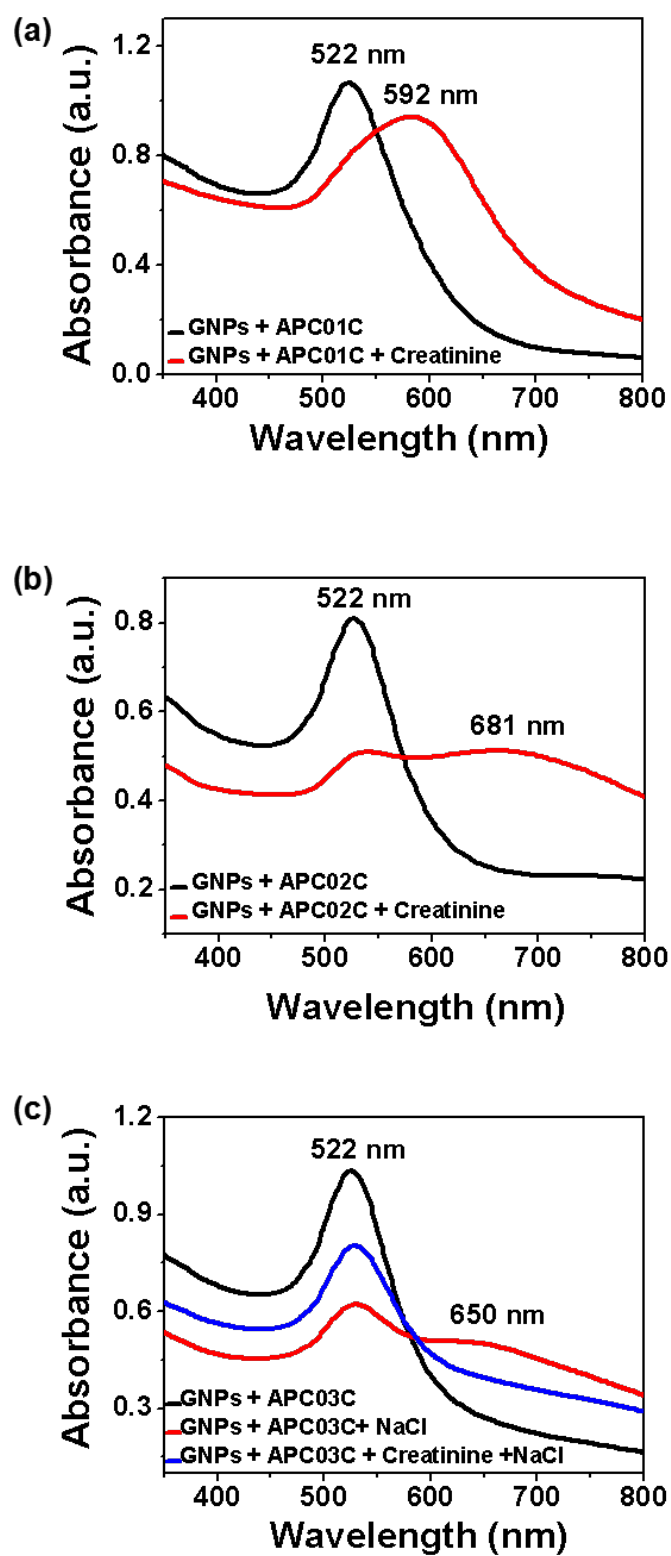 (a)
Absorbance (a.u.)
1.2
0.8
0.4
0.0
522 nm
592 nm
GNPs + APC01C
GNPs + APC01C + Creatinine
400 500 600 700 800
Wavelength (nm)
(b)
Absorbance (a.u.)
0.8
0.6
0.4
0.2
522 nm
681 nm
GNPs + APC02C
GNPs + APC02C + Creatinine
400 500 600 700 800
Wavelength (nm)
(c)
Absorbance (a.u.)
1.2
0.9
0.6
0.3
522 nm
650 nm
GNPs + APC03C
GNPs + APC03C+ NaCl
GNPs + APC03C + Creatinine +NaCl
400 500 600 700 800
Wavelength (nm)